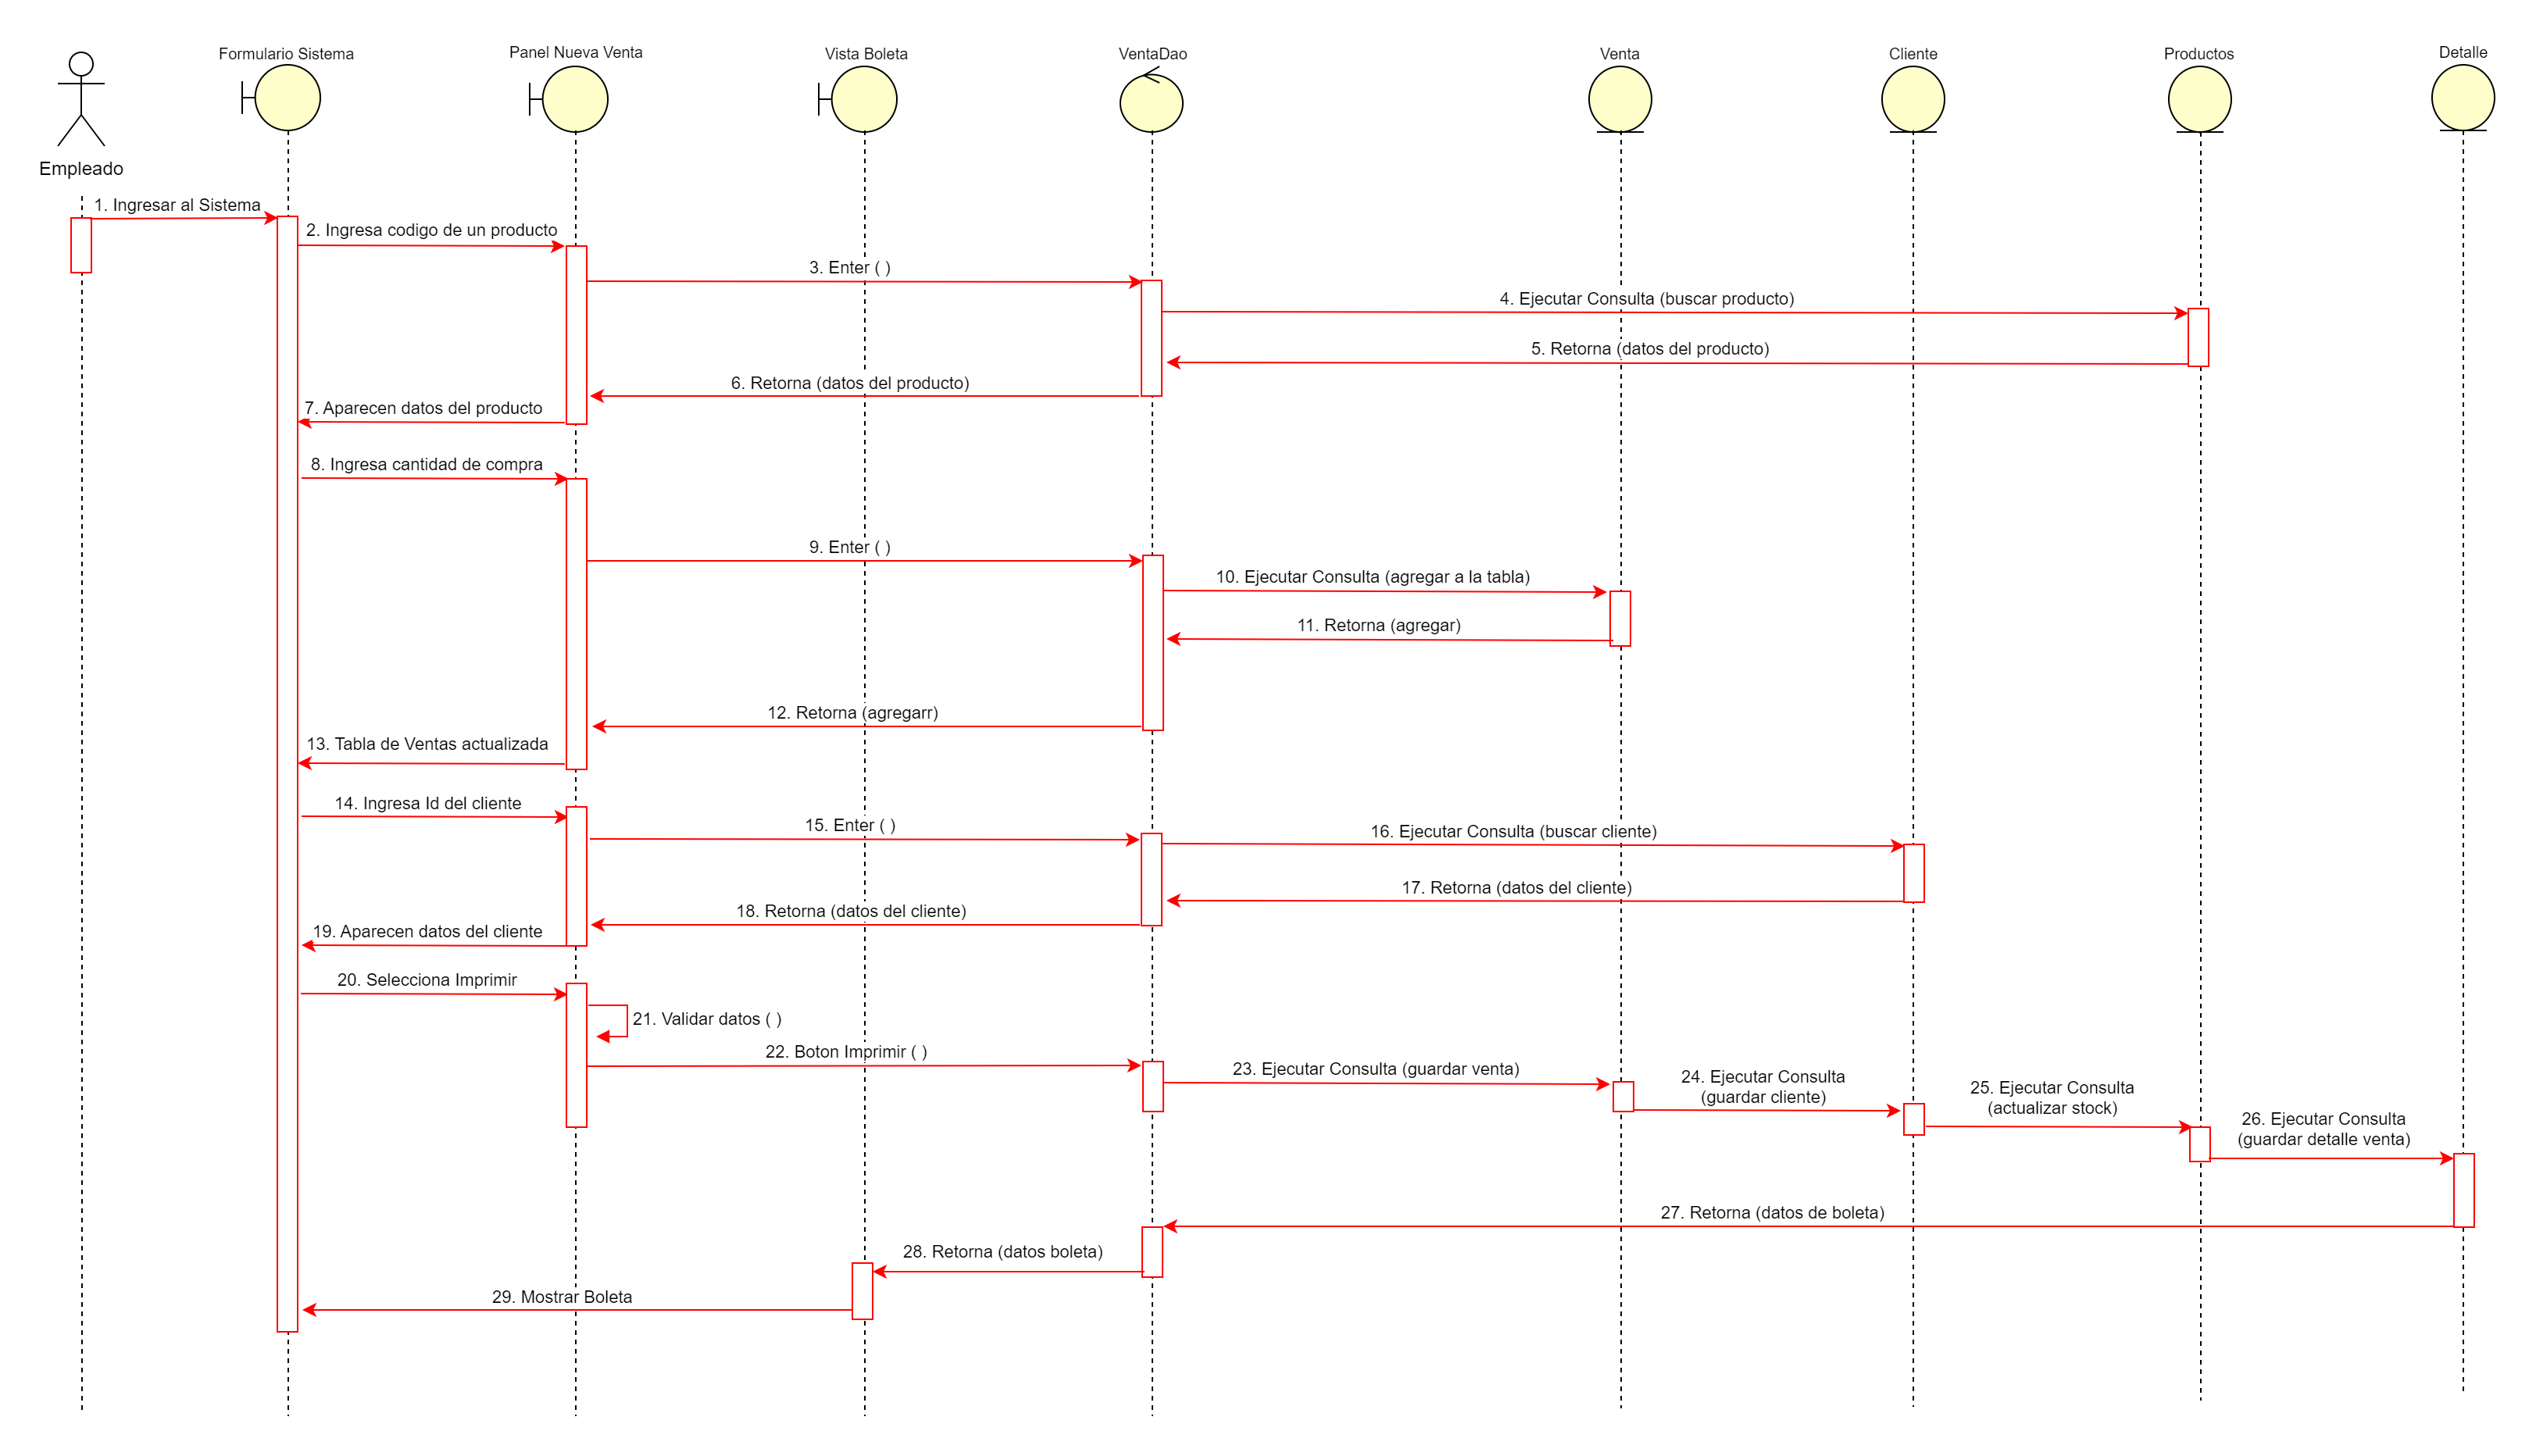 Formulario Sistema
Panel Nueva Venta
Vista Boleta
VentaDao
Venta
Cliente
Productos
Detalle
Empleado
1. Ingresar al Sistema
2. Ingresa codigo de un producto
3. Enter ( )
4. Ejecutar Consulta (buscar producto)
5. Retorna (datos del producto)
6. Retorna (datos del producto)
7. Aparecen datos del producto
8. Ingresa cantidad de compra
9. Enter ( )
10. Ejecutar Consulta (agregar a la tabla)
11. Retorna (agregar)
12. Retorna (agregarr)
13. Tabla de Ventas actualizada
14. Ingresa Id del cliente
15. Enter ( )
16. Ejecutar Consulta (buscar cliente)
17. Retorna (datos del cliente)
18. Retorna (datos del cliente)
19. Aparecen datos del cliente
20. Selecciona Imprimir
21. Validar datos ( )
22. Boton Imprimir ( )
23. Ejecutar Consulta (guardar venta)
24. Ejecutar Consulta
(guardar cliente)
25. Ejecutar Consulta
(actualizar stock)
26. Ejecutar Consulta
(guardar detalle venta)
27. Retorna (datos de boleta)
28. Retorna (datos boleta)
29. Mostrar Boleta